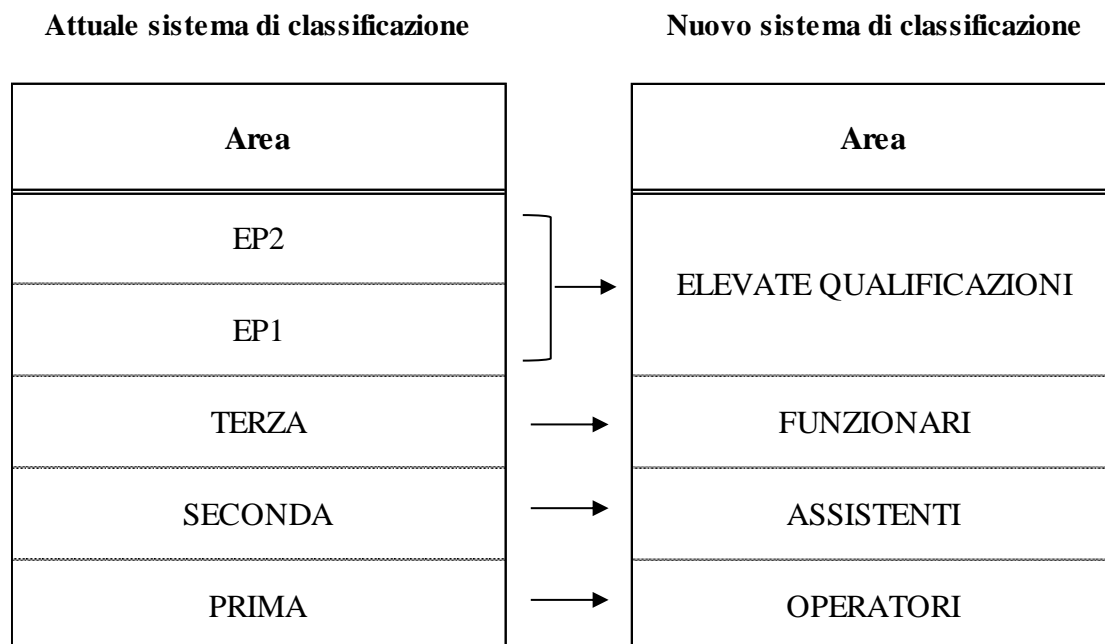 Attuale sistema di classificazione
Nuovo sistema di classificazione
Area
Area
EP2
EP1
ELEVATE QUALIFICAZIONI
TERZA
FUNZIONARI
SECONDA
ASSISTENTI
PRIMA
OPERATORI